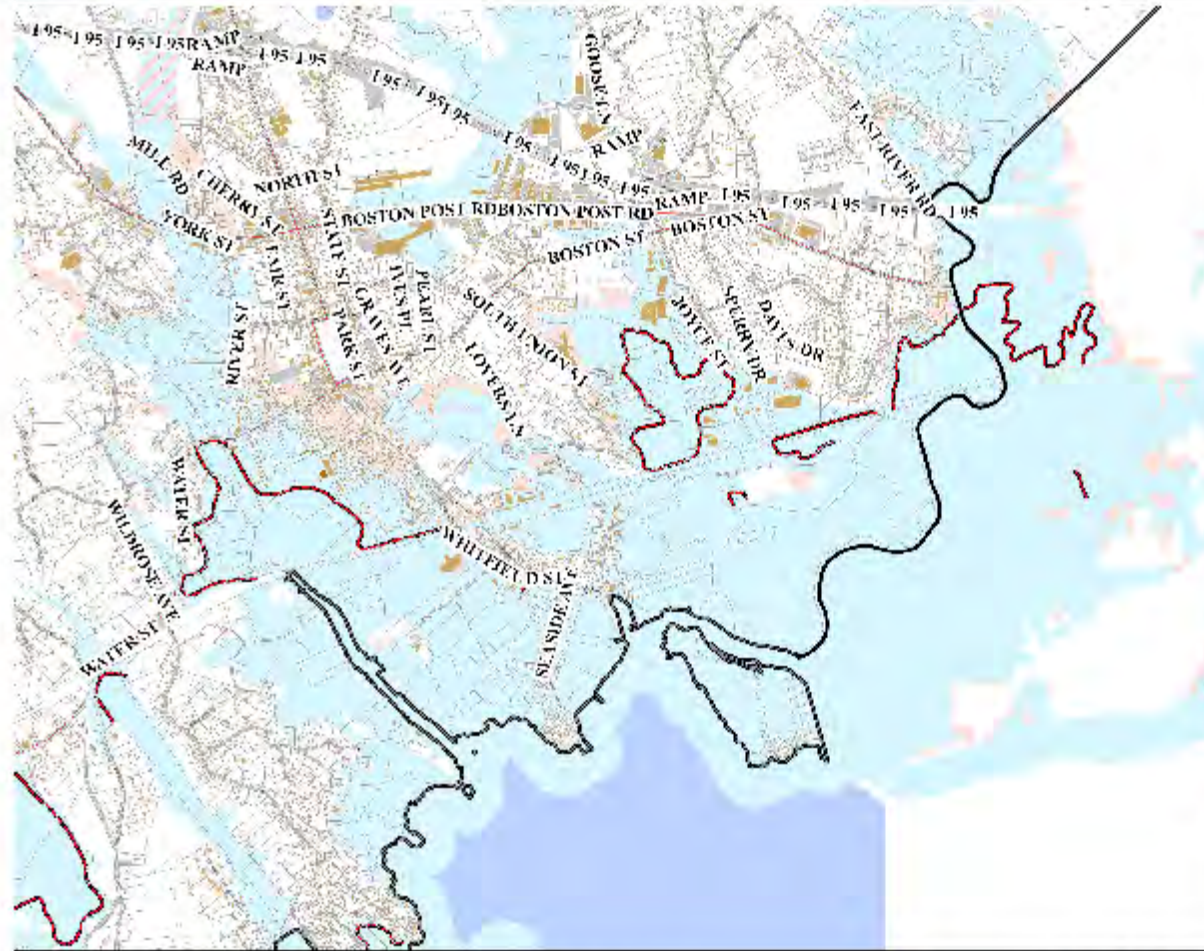 I 95 I 95 I 95 I 95 RAMP I 95 I 95
RAMP
I 95 I 95 I 95
GOOSE LA
I 95 I 95 I 95 I 95
RAMP
EAST RIVER RD
RAMP I 95 I 95 I 95 I 95 I 95
MILL RD
CHERRY ST
NORTH ST
YORK ST
FAIR ST
STATE ST
BOSTON POST RD BOSTON POST RD
BOSTON ST BOSTON ST
IVES PL
PEARL ST
GRAVES AVE
PARK ST
RIVER ST
SOUTH UNION ST
LOVERS LA
JOYCE ST
SPERRY DR
DAVIS DR
WATER ST
WILDROSE AVE
WATER ST
WHITFIELD ST
SEASIDE AVE